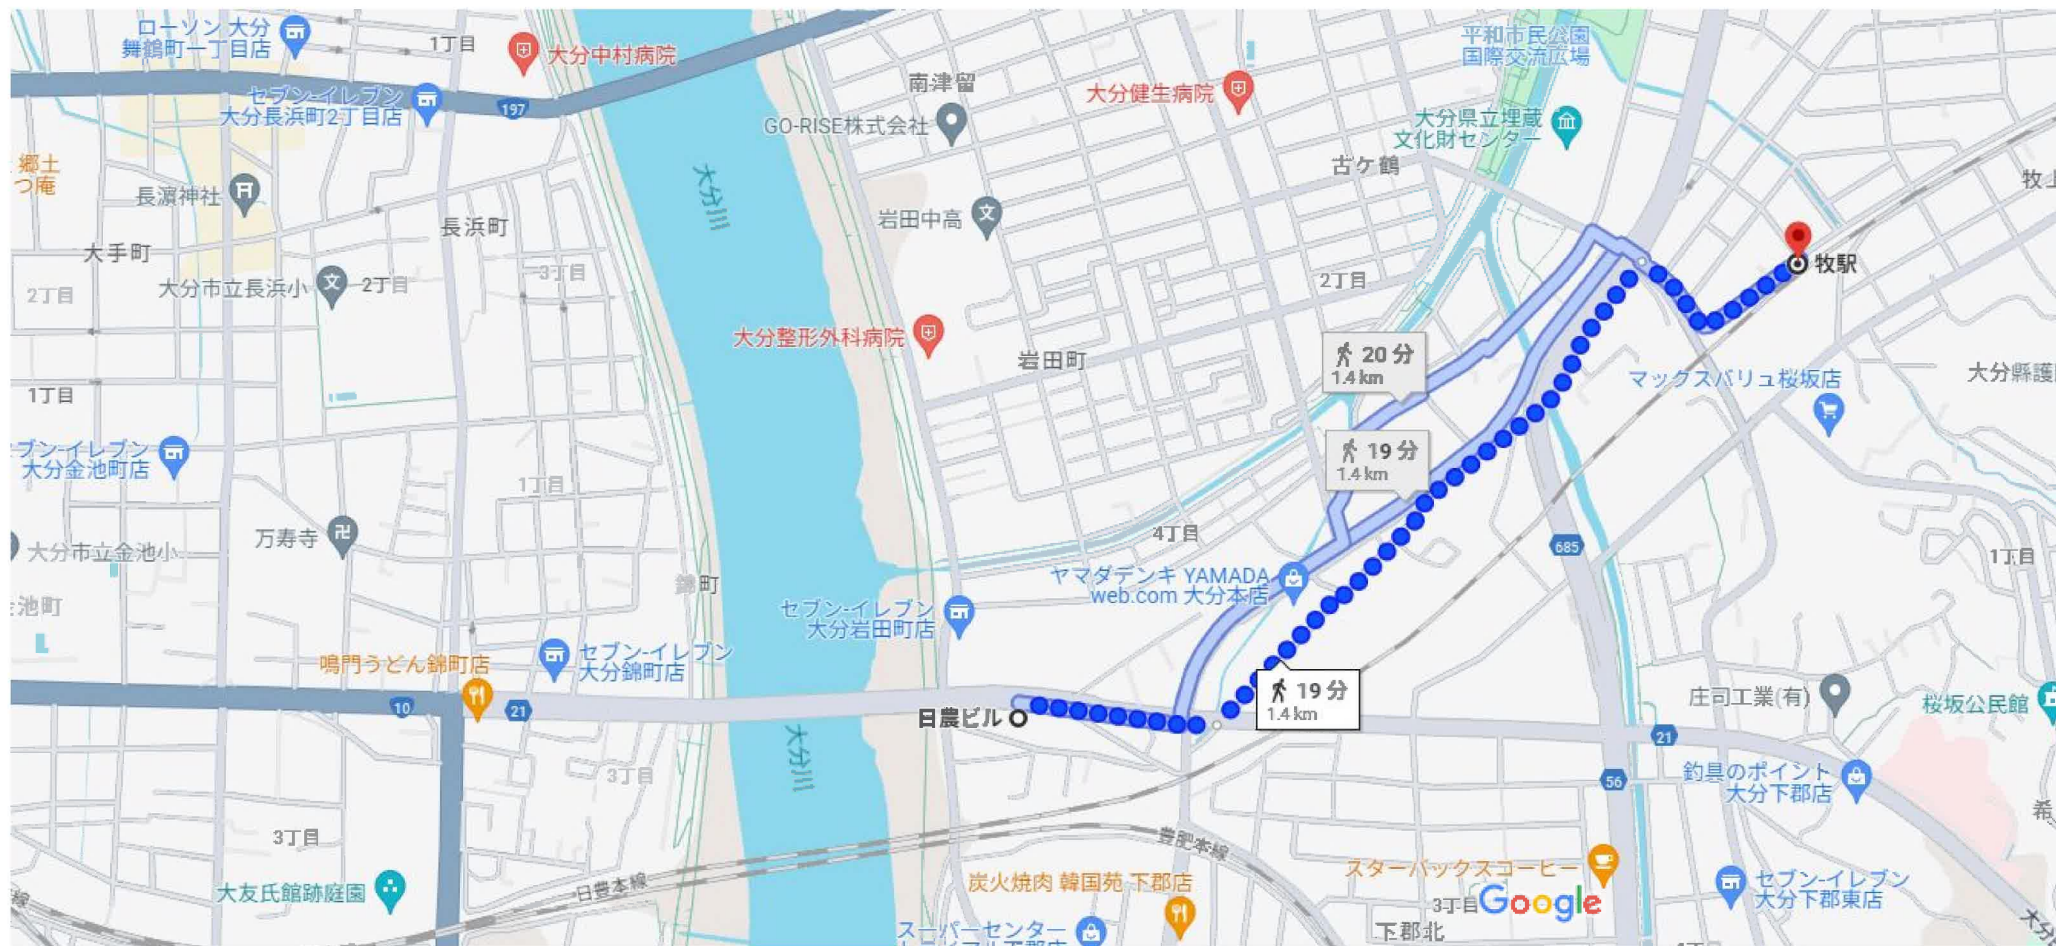 ローソン 大分
舞鶴町一丁目店
1丁目
大分中村病院
平和市民公園
国際交流広場
南津留
大分健生病院
セブン-イレブン
大分長浜町2丁目店
197
GO-RISE株式会社
大分県立埋蔵
文化財センター
古ケ鶴
郷土
つ庵
長濵神社
大分川
牧上
岩田中高
長浜町
大手町
牧駅
3丁目
大分市立長浜小
2丁目
2丁目
2丁目
大分整形外科病院
岩田町
20 分
1.4 km
マックスバリュ桜坂店
大分縣護
1丁目
19 分
1.4 km
ブン-イレブン
大分金池町店
1丁目
万寿寺
大分市立金池小
4丁目
685
1丁目
ヤマダデンキ YAMADA
web.com 大分本店
錦町
池町
セブン-イレブン
大分岩田町店
セブン-イレブン
大分錦町店
鳴門うどん錦町店
19 分
1.4 km
庄司工業(有)
桜坂公民館
10
21
日農ビル
21
大分川
3丁目
56
釣具のポイント
大分下郡店
希
3丁目
豊肥本線
日豊本線
大友氏館跡庭園
炭火焼肉 韓国苑 下郡店
スターバックスコーヒー
セブン-イレブン
大分下郡東店
3丁目
Google
下郡北
スーパーセンター
線
大分